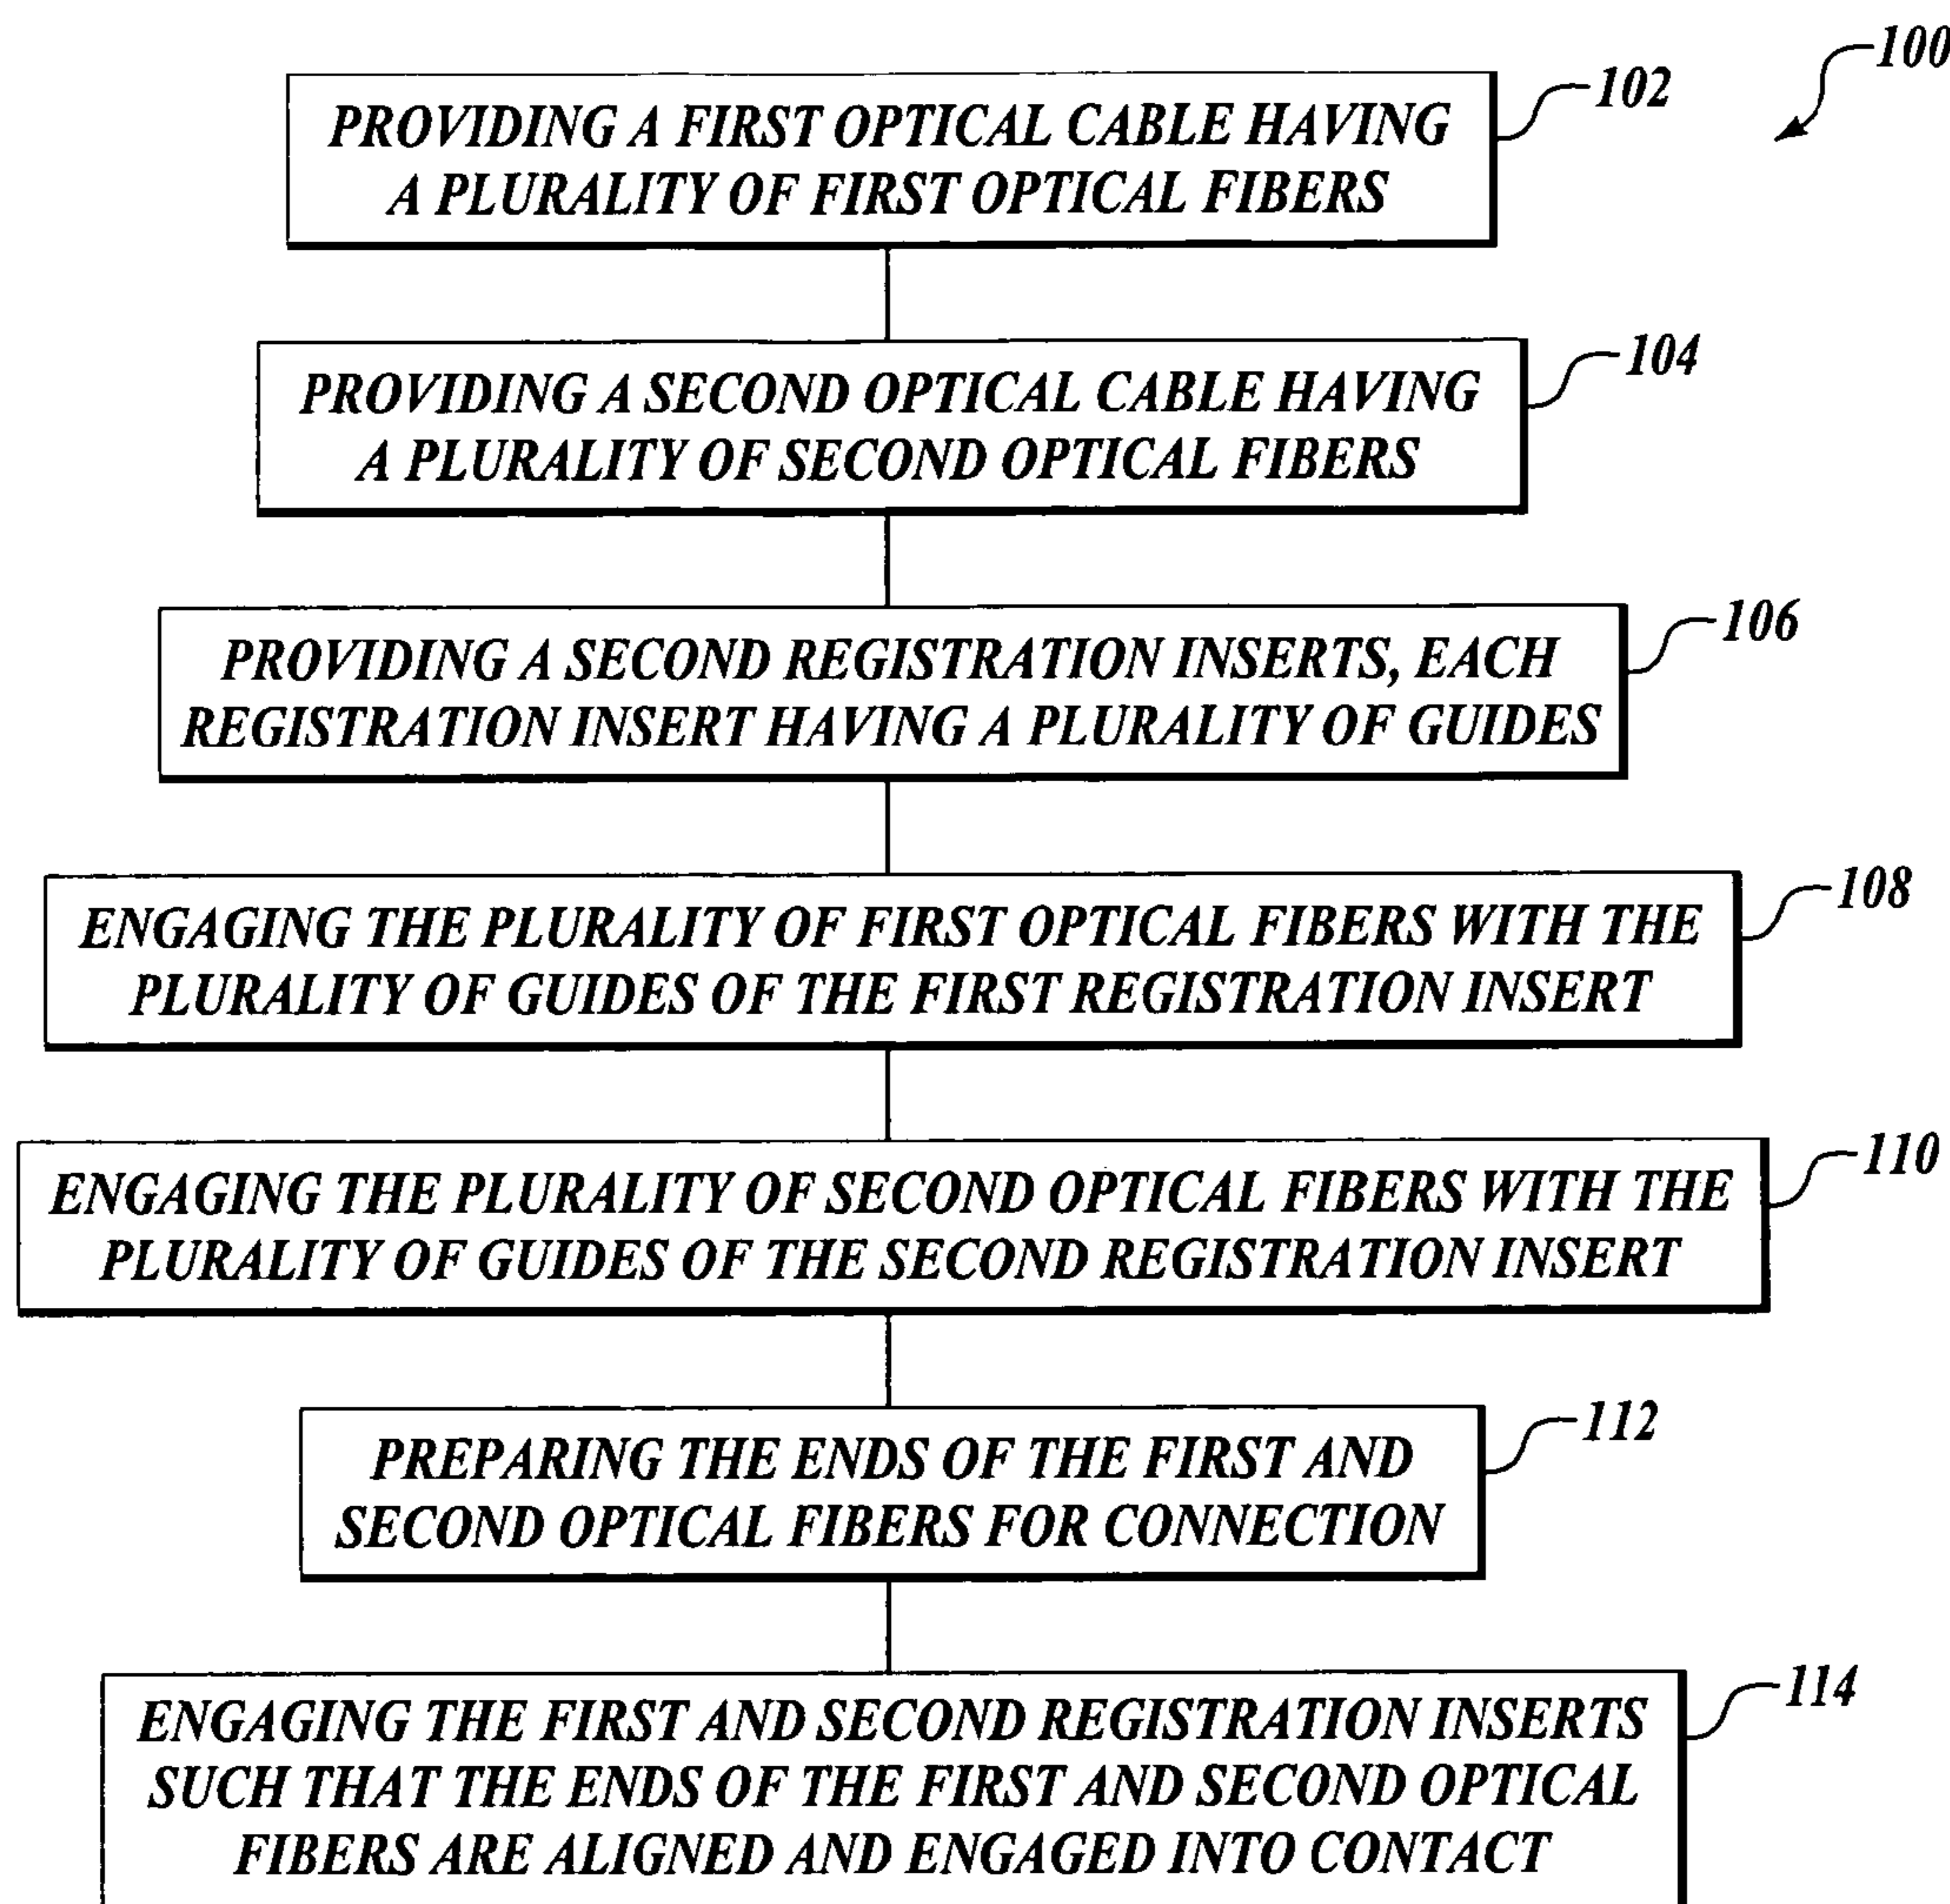 100
102
PROVIDING A FIRST OPTICAL CABLE HAVING
A PLURALITY OF FIRST OPTICAL FIBERS
104
PROVIDING A SECOND OPTICAL CABLE HAVING
A PLURALITY OF SECOND OPTICAL FIBERS
106
PROVIDING A SECOND REGISTRATION INSERTS, EACH
REGISTRATION INSERT HAVING A PLURALITY OF GUIDES
108
ENGAGING THE PLURALITY OF FIRST OPTICAL FIBERS WITH THE
PLURALITY OF GUIDES OF THE FIRST REGISTRATION INSERT
110
ENGAGING THE PLURALITY OF SECOND OPTICAL FIBERS WITH THE
PLURALITY OF GUIDES OF THE SECOND REGISTRATION INSERT
112
PREPARING THE ENDS OF THE FIRST AND
SECOND OPTICAL FIBERS FOR CONNECTION
114
ENGAGING THE FIRST AND SECOND REGISTRATION INSERTS
SUCH THAT THE ENDS OF THE FIRST AND SECOND OPTICAL
FIBERS ARE ALIGNED AND ENGAGED INTO CONTACT